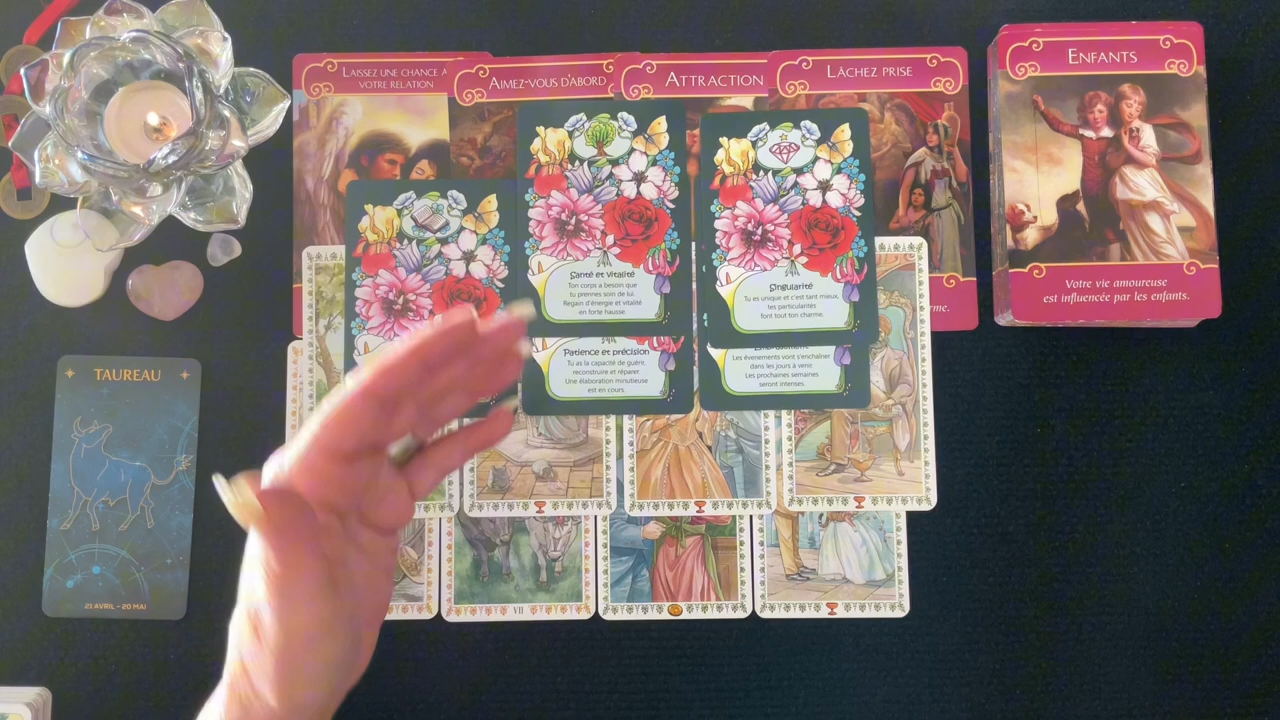 LAISSEZ UNE CHANCE À
VOTRE RELATION
AIMEZ-VOUS D'ABORD
ATTRACTION
LÂCHEZ PRISE
ENFANTS
Votre vie amoureuse
est influencée par les enfants.
Santé et vitalité
Ton corps a besoin que
tu prennes soin de lui.
Regain d'énergie et vitalité
en forte hausse.
Singularité
Tu es unique et c'est tant mieux,
tes particularités
font tout ton charme.
Patience et précision
Tu as la capacité de guérir,
reconstruire et réparer
Une élaboration minutieuse
est en cours.
Les évenements vont s'enchaîner
dans les jours à venir.
Les prochaines semaines
seront intenses.
TAUREAU
21 AVRIL - 20 MAI
VII